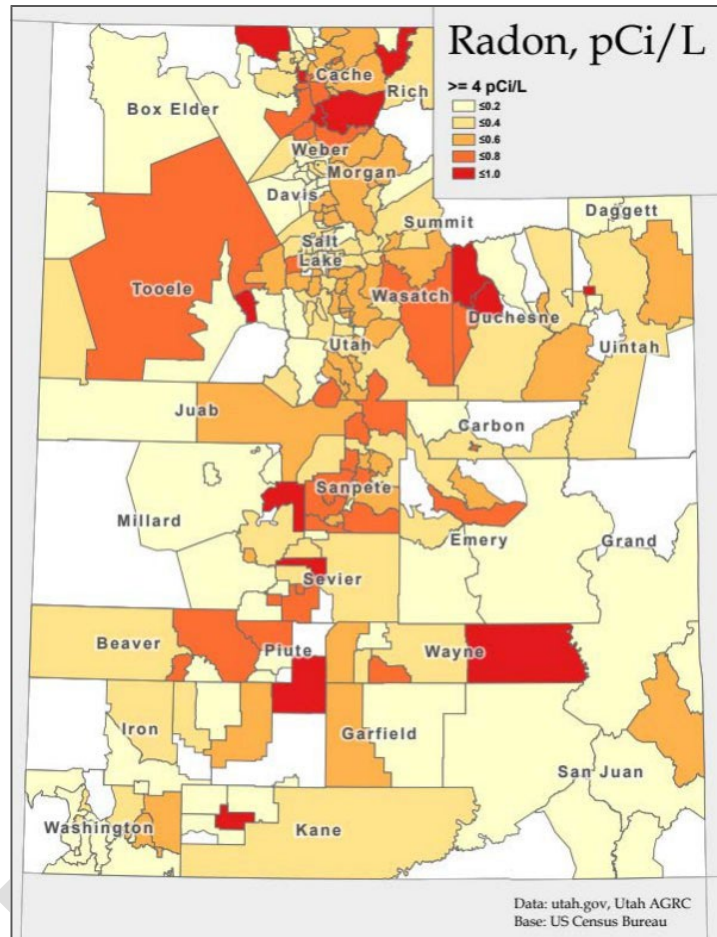 Radon, pCi/L
>= 4 pCi/L
≤0.2
≤0.4
≤0.6
≤0.8
≤1.0
Cache
Rich
Box Elder
Weber
Morgan
Davis
Summit
Daggett
Salt
Lake
Tooele
Wasatch
Duchesne
Utah
Uintah
Juab
Carbon
Sanpete
Millard
Emery
Grand
Sevier
Beaver
Piute
Wayne
Iron
Garfield
San Juan
Washington
Kane
Data: utah.gov, Utah AGRC
Base: US Census Bureau